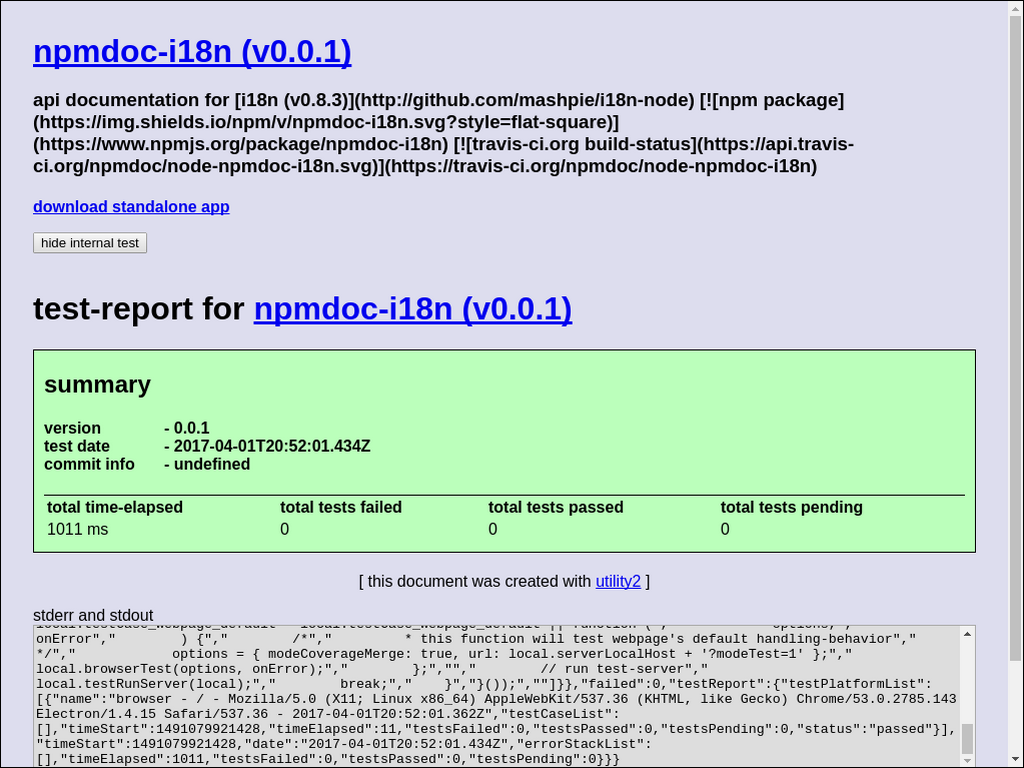 npmdoc-i18n (v0.0.1)
api documentation for [i18n (v0.8.3)](http://github.com/mashpie/i18n-node) [![npm package]
(https://img.shields.io/npm/v/npmdoc-i18n.svg?style=flat-square)]
(https://www.npmjs.org/package/npmdoc-i18n) [![travis-ci.org build-status](https://api.travis-
ci.org/npmdoc/node-npmdoc-i18n.svg)](https://travis-ci.org/npmdoc/node-npmdoc-i18n)
download standalone app
hide internal test
test-report for npmdoc-i18n (v0.0.1)
summary
version - 0.0.1
test date - 2017-04-01T20:52:01.434Z
commit info - undefined
total time-elapsed total tests failed total tests passed total tests pending
1011 ms 0 0 0
[ this document was created with utility2 ]
stderr and stdout
onError"," ) {"," /*"," * this function will test webpage's default handling-behavior","
*/"," options = { modeCoverageMerge: true, url: local.serverLocalHost + '?modeTest=1' };","
local.browserTest(options, onError);"," };",""," // run test-server","
local.testRunServer(local);"," break;"," }","}());",""]}},"failed":0,"testReport":{"testPlatformList":
[{"name":"browser - / - Mozilla/5.0 (X11; Linux x86_64) AppleWebKit/537.36 (KHTML, like Gecko) Chrome/53.0.2785.143
Electron/1.4.15 Safari/537.36 - 2017-04-01T20:52:01.362Z","testCaseList":
[],"timeStart":1491079921428,"timeElapsed":11,"testsFailed":0,"testsPassed":0,"testsPending":0,"status":"passed"}],
"timeStart":1491079921428,"date":"2017-04-01T20:52:01.434Z","errorStackList":
[],"timeElapsed":1011,"testsFailed":0,"testsPassed":0,"testsPending":0}}}